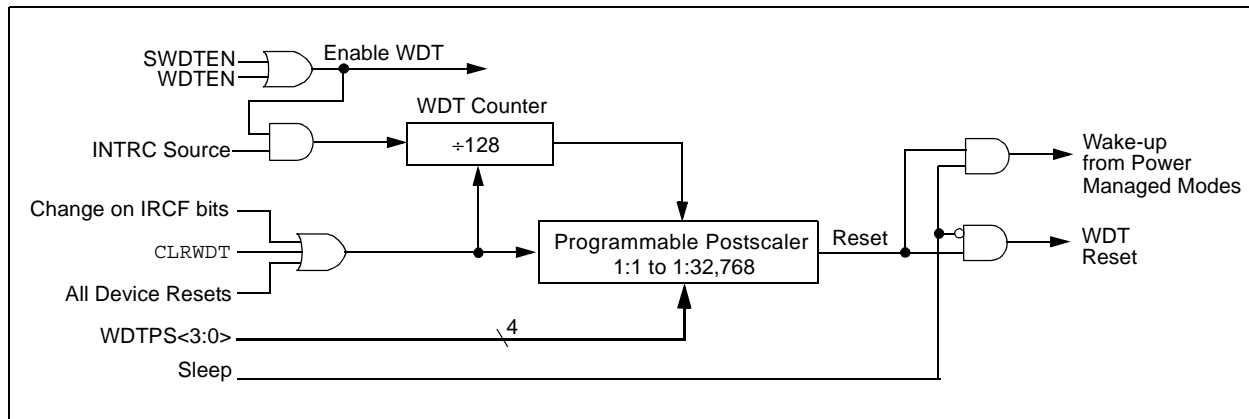 SWDTEN
WDTEN
Enable WDT
WDT Counter
÷128
INTRC Source
Wake-up
from Power
Managed Modes
Change on IRCF bits
CLRWDT
All Device Resets
Programmable Postscaler
1:1 to 1:32,768
Reset
WDT
Reset
WDTPS<3:0>
4
Sleep